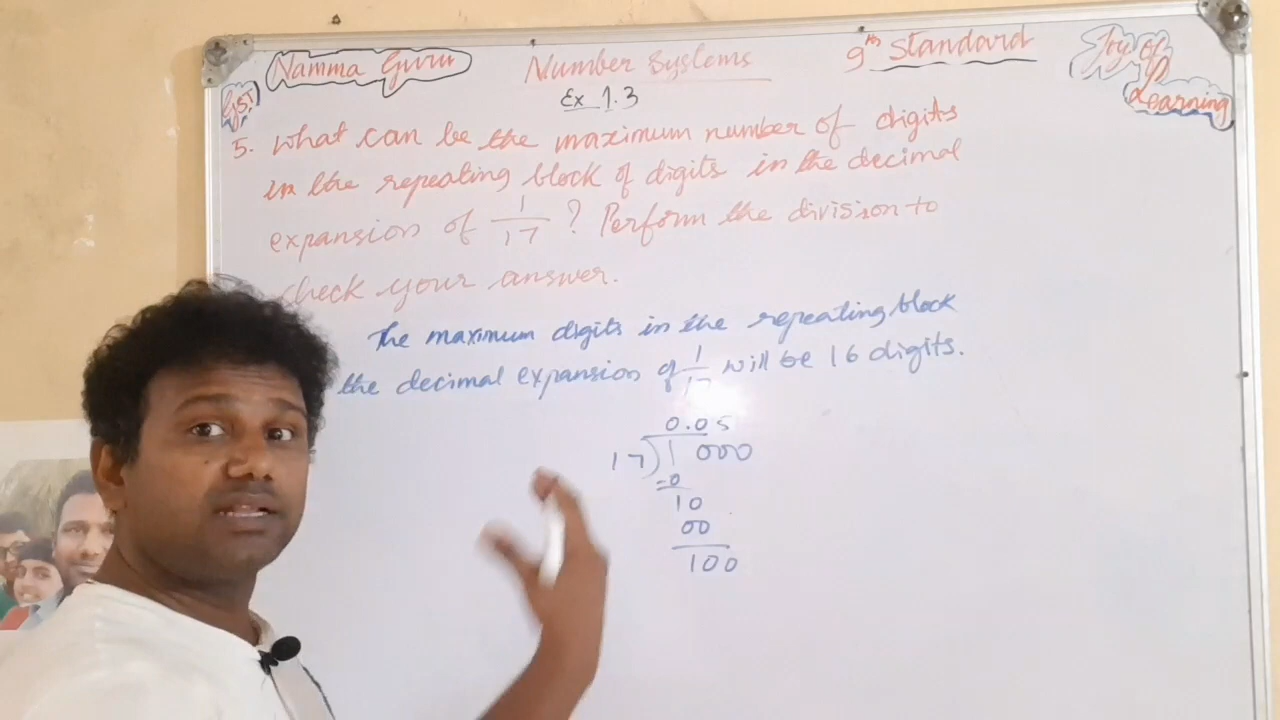 Namma Guru Number Systems 9th Standard Joy of Learning
Ex 1.3
5. What can be the maximum number of digits
in the repeating block of digits in the decimal
expansion of 1/17 ? Perform the division to
check your answer.
The maximum digits in the repeating block
the decimal expansion of 1/17 will be 16 digits.
0.05
17) 1 000
-0
10
00
100